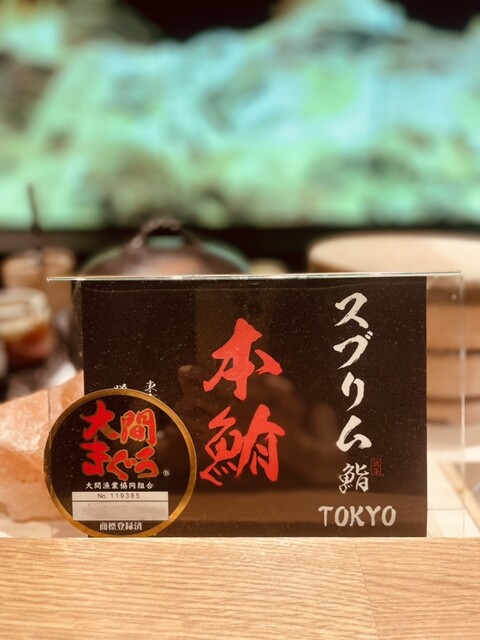 スブリム
鮨
TOKYO
本鮪
東
大間
まぐろ®
大間漁業協同組合
No. 119385
商標登録済